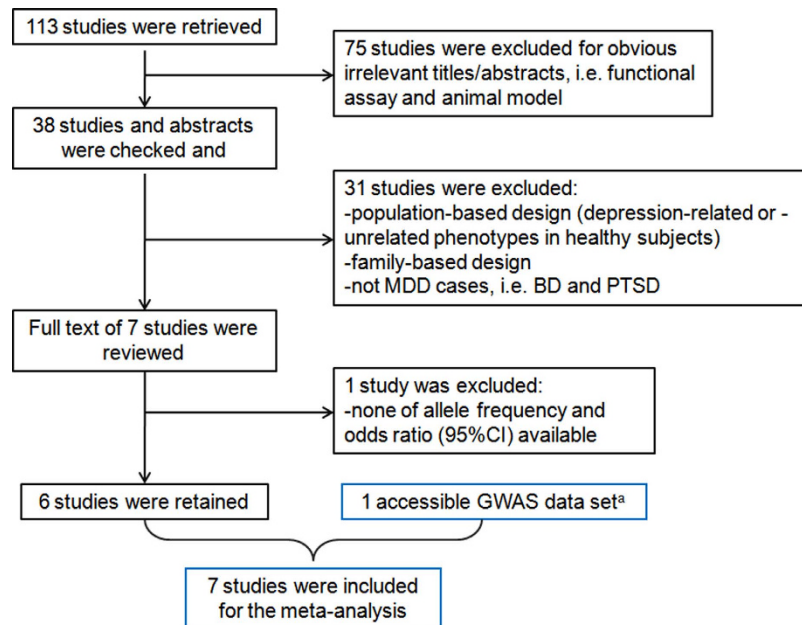 113 studies were retrieved
75 studies were excluded for obvious
irrelevant titles/abstracts, i.e. functional
assay and animal model
38 studies and abstracts
were checked and
31 studies were excluded:
-population-based design (depression-related or -
unrelated phenotypes in healthy subjects)
-family-based design
-not MDD cases, i.e. BD and PTSD
Full text of 7 studies were
reviewed
1 study was excluded:
-none of allele frequency and
odds ratio (95%CI) available
6 studies were retained
1 accessible GWAS data setᵃ
7 studies were included
for the meta-analysis